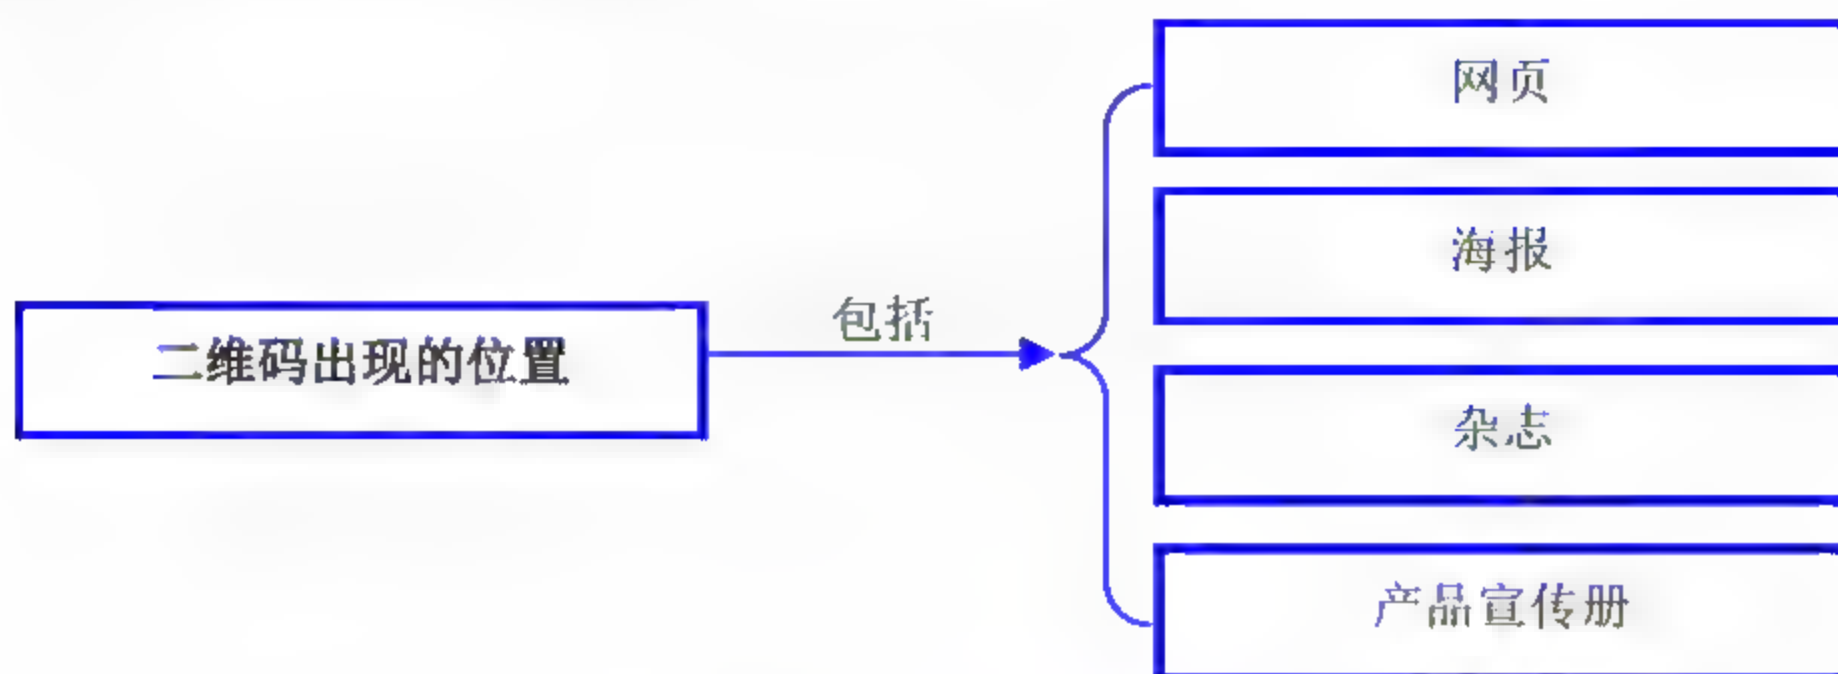 网页
海报
包括
二维码出现的位置
杂志
产品宣传册